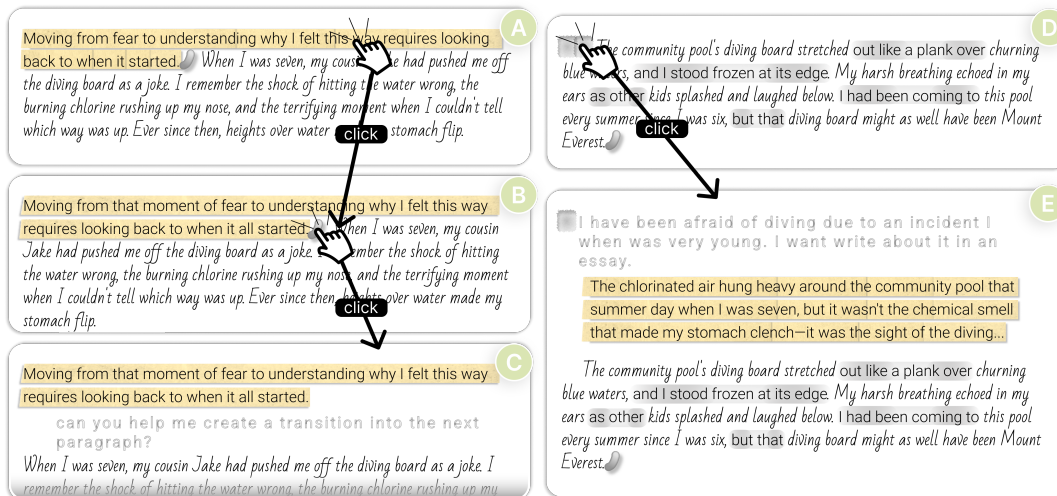 A
Moving from fear to understanding why I felt this way requires looking
back to when it started. When I was seven, my cousin Jake had pushed me off
the diving board as a joke. I remember the shock of hitting the water wrong, the
burning chlorine rushing up my nose, and the terrifying moment when I couldn't tell
which way was up. Ever since then, heights over water stomach flip.
click
B
Moving from that moment of fear to understanding why I felt this way
requires looking back to when it all started. When I was seven, my cousin
Jake had pushed me off the diving board as a joke. I remember the shock of hitting
the water wrong, the burning chlorine rushing up my nose, and the terrifying moment
when I couldn't tell which way was up. Ever since then, heights over water made my
stomach flip.
click
C
Moving from that moment of fear to understanding why I felt this way
requires looking back to when it all started.
can you help me create a transition into the next
paragraph?
When I was seven, my cousin Jake had pushed me off the diving board as a joke. I
remember the shock of hitting the water wrong, the burning chlorine rushing up my
D
The community pool's diving board stretched out like a plank over churning
blue waters, and I stood frozen at its edge. My harsh breathing echoed in my
ears as other kids splashed and laughed below. I had been coming to this pool
every summer since I was six, but that diving board might as well have been Mount
Everest.
click
E
I have been afraid of diving due to an incident I
when was very young. I want write about it in an
essay.
The chlorinated air hung heavy around the community pool that
summer day when I was seven, but it wasn't the chemical smell
that made my stomach clench—it was the sight of the diving...
The community pool's diving board stretched out like a plank over churning
blue waters, and I stood frozen at its edge. My harsh breathing echoed in my
ears as other kids splashed and laughed below. I had been coming to this pool
every summer since I was six, but that diving board might as well have been Mount
Everest.